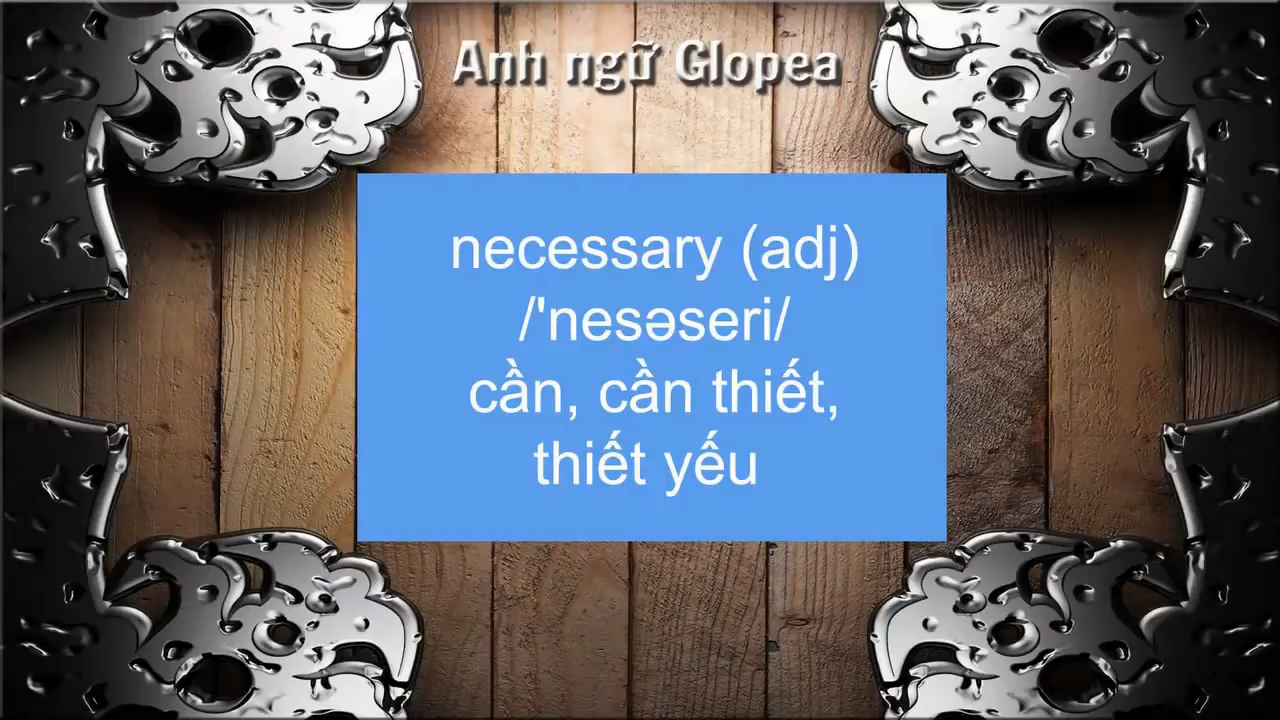 Anh ngữ Glopea
necessary (adj)
/'nesəseri/
cần, cần thiết,
thiết yếu